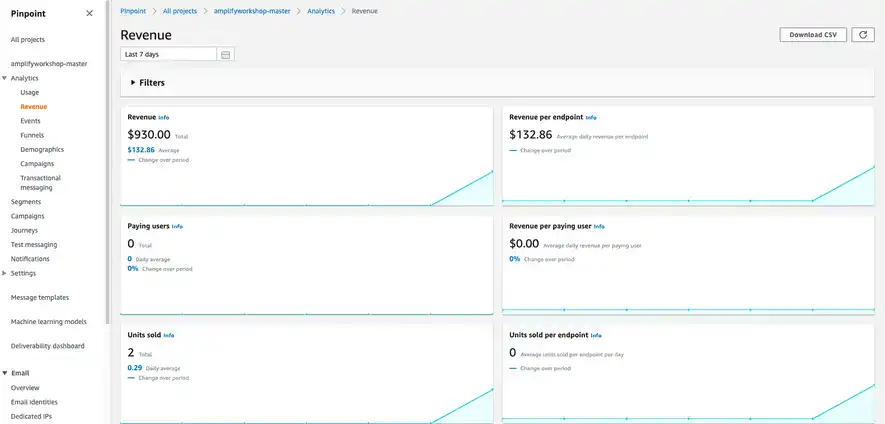 Pinpoint
All projects
amplifyworkshop-master
Analytics
Usage
Revenue
Events
Funnels
Demographics
Campaigns
Transactional
messaging
Segments
Campaigns
Journeys
Test messaging
Notifications
Settings
Message templates
Machine learning models
Deliverability dashboard
Email
Overview
Email identities
Dedicated IPs
Pinpoint > All projects > amplifyworkshop-master > Analytics > Revenue
Revenue
Download CSV
Last 7 days
Filters
Revenue Info
$930.00 Total
$132.86 Average
Change over period
Revenue per endpoint Info
$132.86 Average daily revenue per endpoint
Change over period
Paying users Info
0 Total
0 Daily average
0% Change over period
Revenue per paying user Info
$0.00 Average daily revenue per paying user
0% Change over period
Units sold Info
2 Total
0.29 Daily average
Change over period
Units sold per endpoint Info
0 Average units sold per endpoint per day
Change over period